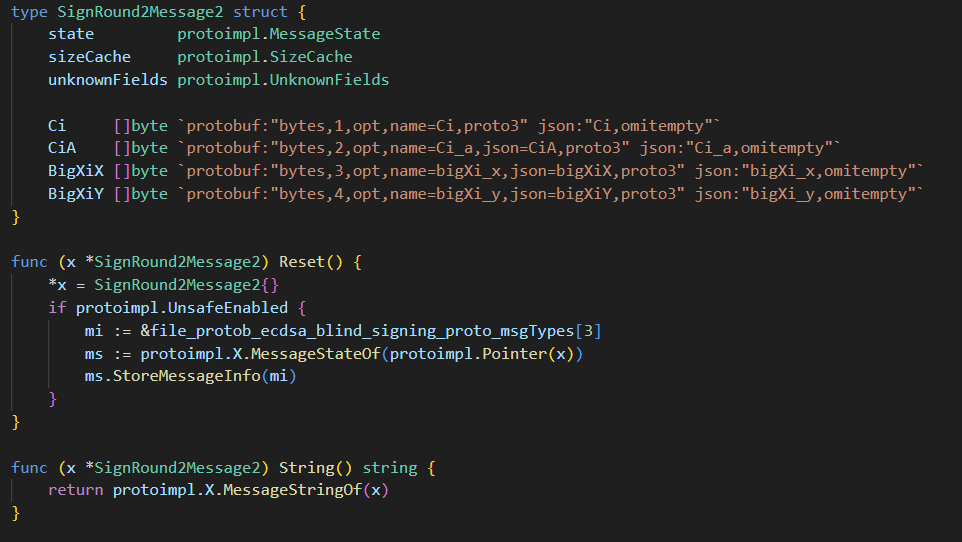 type SignRound2Message2 struct {
    state         protoimpl.MessageState
    sizeCache     protoimpl.SizeCache
    unknownFields protoimpl.UnknownFields

    Ci     []byte `protobuf:"bytes,1,opt,name=Ci,proto3" json:"Ci,omitempty"`
    CiA    []byte `protobuf:"bytes,2,opt,name=Ci_a,json=CiA,proto3" json:"Ci_a,omitempty"`
    BigXiX []byte `protobuf:"bytes,3,opt,name=bigXi_x,json=bigXiX,proto3" json:"bigXi_x,omitempty"`
    BigXiY []byte `protobuf:"bytes,4,opt,name=bigXi_y,json=bigXiY,proto3" json:"bigXi_y,omitempty"`
}

func (x *SignRound2Message2) Reset() {
    *x = SignRound2Message2{}
    if protoimpl.UnsafeEnabled {
        mi := &file_protob_ecdsa_blind_signing_proto_msgTypes[3]
        ms := protoimpl.X.MessageStateOf(protoimpl.Pointer(x))
        ms.StoreMessageInfo(mi)
    }
}

func (x *SignRound2Message2) String() string {
    return protoimpl.X.MessageStringOf(x)
}